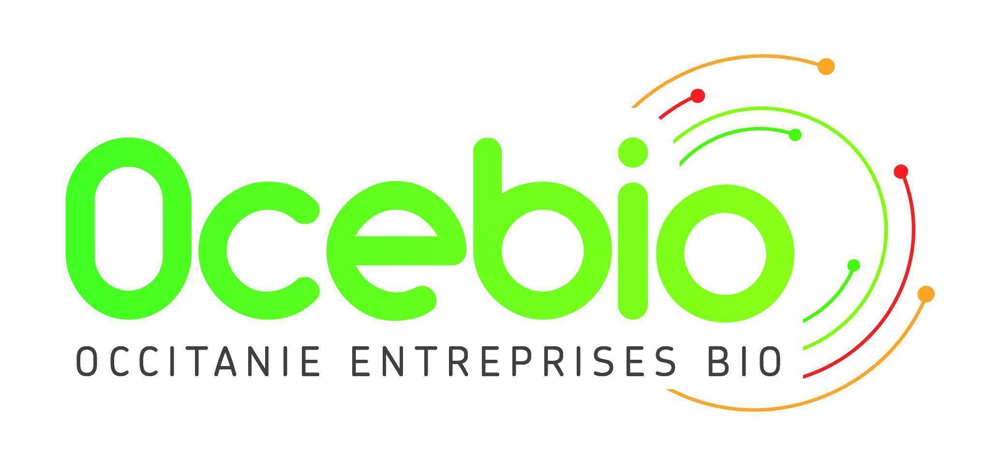 Ocebio
OCCITANIE ENTREPRISES BIO